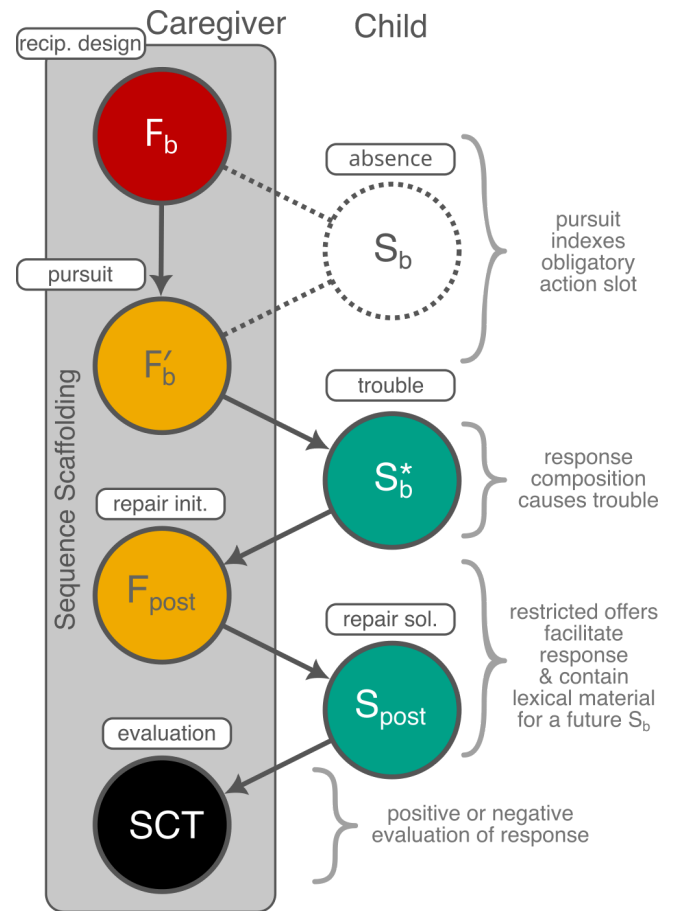 Caregiver
Child
recip. design
F_b
absence
S_b
pursuit
indexes
obligatory
action slot
pursuit
F′_b
trouble
S*_b
response
composition
causes trouble
Sequence Scaffolding
repair init.
F_post
repair sol.
S_post
restricted offers
facilitate
response
& contain
lexical material
for a future S_b
evaluation
SCT
positive or negative
evaluation of response